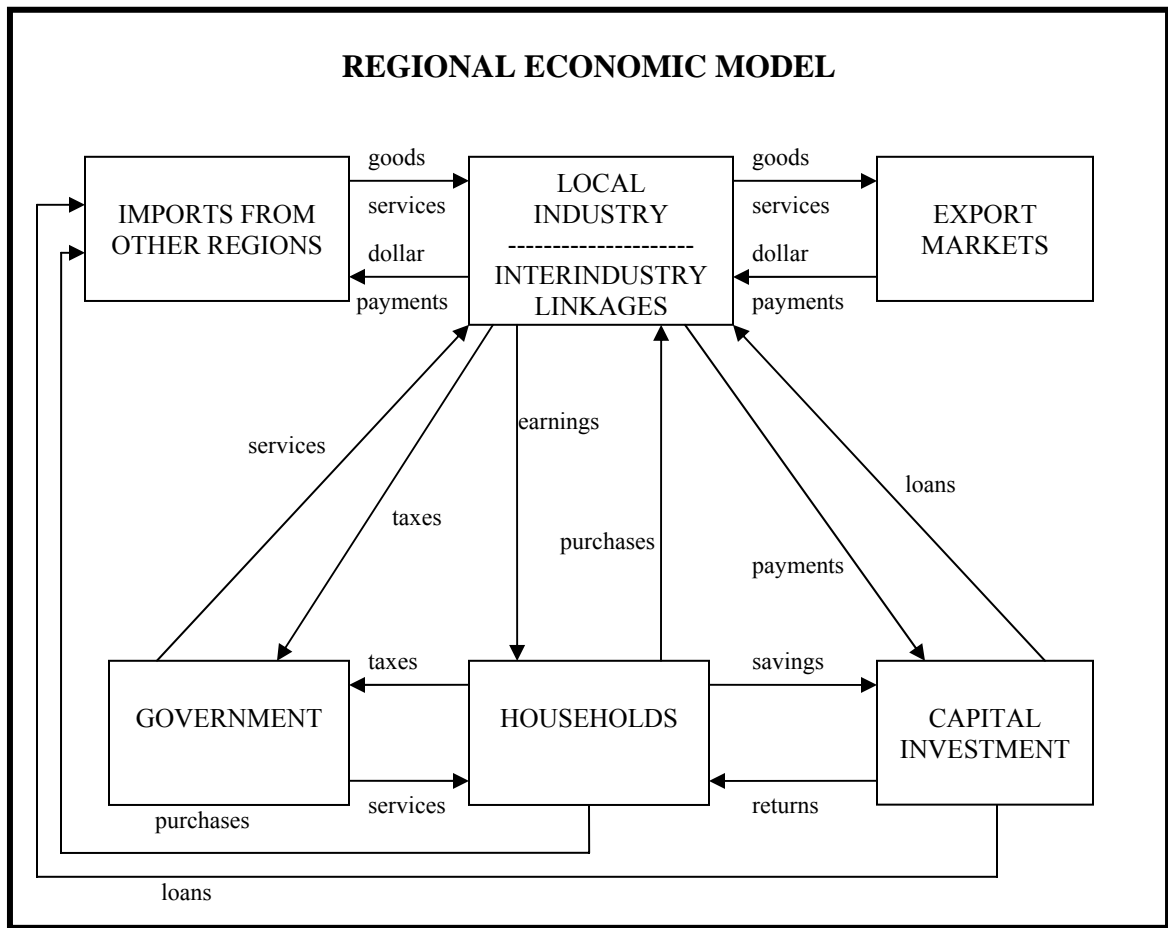 REGIONAL ECONOMIC MODEL
goods
services
dollar
payments
goods
services
dollar
payments
IMPORTS FROM
OTHER REGIONS
LOCAL
INDUSTRY
---------------------
INTERINDUSTRY
LINKAGES
EXPORT
MARKETS
services
taxes
earnings
purchases
payments
loans
taxes
savings
GOVERNMENT
HOUSEHOLDS
CAPITAL
INVESTMENT
services
returns
purchases
loans